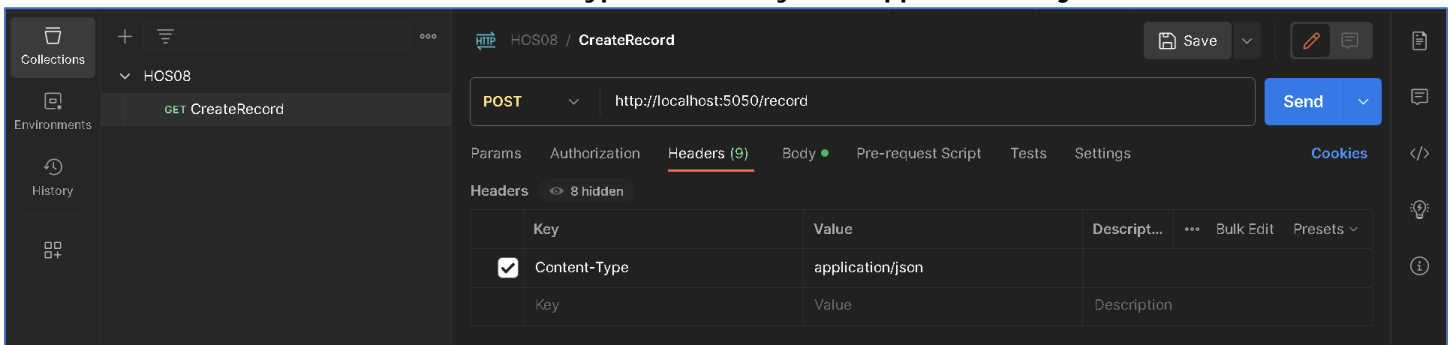 Collections
Environments
History
HOS08
GET CreateRecord
HTTP HOS08 / CreateRecord
Save
POST http://localhost:5050/record
Send
Params Authorization Headers (9) Body Pre-request Script Tests Settings Cookies
Headers 8 hidden
Key Value Descript... Bulk Edit Presets
Content-Type application/json
Key Value Description